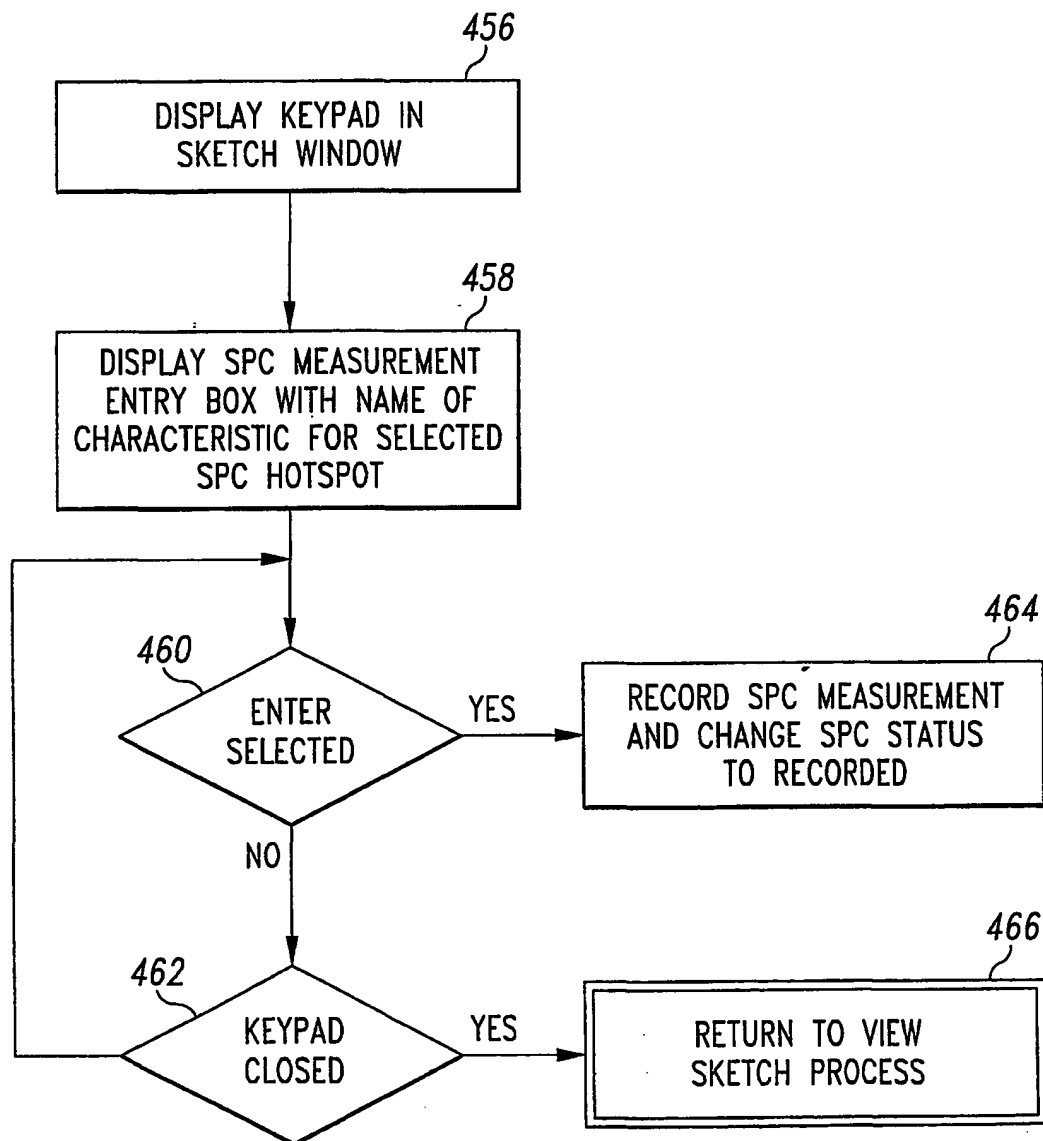 456
DISPLAY KEYPAD IN
SKETCH WINDOW
458
DISPLAY SPC MEASUREMENT
ENTRY BOX WITH NAME OF
CHARACTERISTIC FOR SELECTED
SPC HOTSPOT
460
ENTER
SELECTED
YES
464
RECORD SPC MEASUREMENT
AND CHANGE SPC STATUS
TO RECORDED
NO
462
KEYPAD
CLOSED
YES
466
RETURN TO VIEW
SKETCH PROCESS